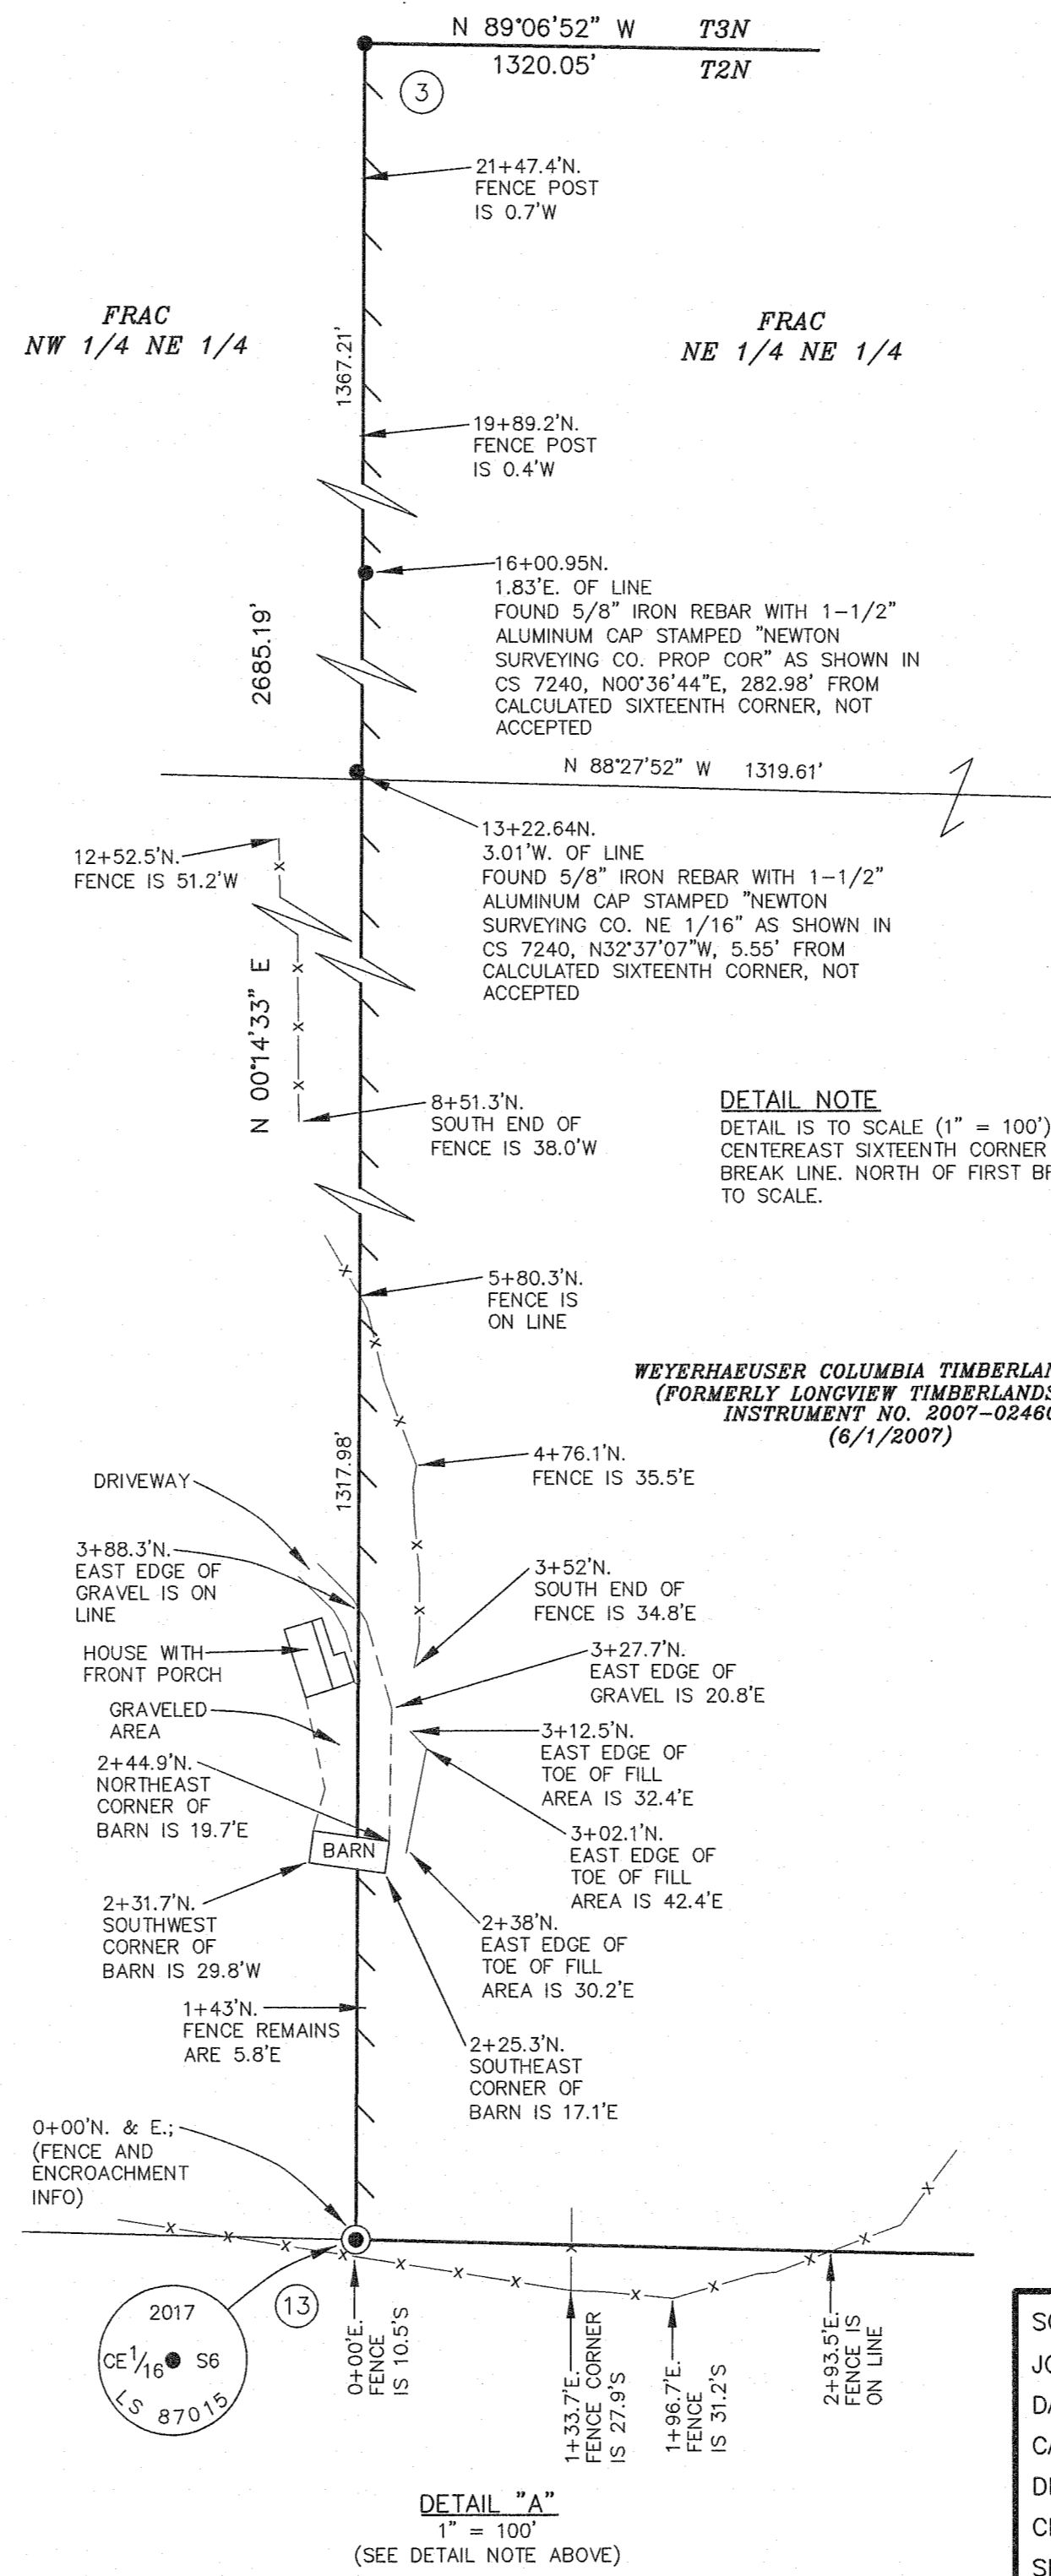 N 89°06'52" W T3N
1320.05' T2N
3
21+47.4'N.
FENCE POST
IS 0.7'W
FRAC
NW 1/4 NE 1/4
FRAC
NE 1/4 NE 1/4
1367.21'
19+89.2'N.
FENCE POST
IS 0.4'W
16+00.95N.
1.83'E. OF LINE
FOUND 5/8" IRON REBAR WITH 1-1/2"
ALUMINUM CAP STAMPED "NEWTON
SURVEYING CO. PROP COR" AS SHOWN IN
CS 7240, N00°36'44"E, 282.98' FROM
CALCULATED SIXTEENTH CORNER, NOT
ACCEPTED
2685.19'
N 88°27'52" W 1319.61'
13+22.64N.
3.01'W. OF LINE
FOUND 5/8" IRON REBAR WITH 1-1/2"
ALUMINUM CAP STAMPED "NEWTON
SURVEYING CO. NE 1/16" AS SHOWN IN
CS 7240, N32°37'07"W, 5.55' FROM
CALCULATED SIXTEENTH CORNER, NOT
ACCEPTED
12+52.5'N.
FENCE IS 51.2'W
N 00°14'33" E
8+51.3'N.
SOUTH END OF
FENCE IS 38.0'W
DETAIL NOTE
DETAIL IS TO SCALE (1" = 100')
CENTEREAST SIXTEENTH CORNER
BREAK LINE. NORTH OF FIRST
TO SCALE.
5+80.3'N.
FENCE IS
ON LINE
WEYERHAEUSER COLUMBIA
(FORMERLY LONGVIEW TIMBERLANDS
INSTRUMENT NO. 2007-0246
(6/1/2007)
4+76.1'N.
FENCE IS 35.5'E
1317.98'
DRIVEWAY
3+88.3'N.
EAST EDGE OF
GRAVEL IS ON
LINE
3+52'N.
SOUTH END OF
FENCE IS 34.8'E
HOUSE WITH
FRONT PORCH
3+27.7'N.
EAST EDGE OF
GRAVEL IS 20.8'E
GRAVELED
AREA
3+12.5'N.
EAST EDGE OF
TOE OF FILL
AREA IS 32.4'E
2+44.9'N.
NORTHEAST
CORNER OF
BARN IS 19.7'E
3+02.1'N.
EAST EDGE OF
TOE OF FILL
AREA IS 42.4'E
BARN
2+31.7'N.
SOUTHWEST
CORNER OF
BARN IS 29.8'W
2+38'N.
EAST EDGE OF
TOE OF FILL
AREA IS 30.2'E
1+43'N.
FENCE REMAINS
ARE 5.8'E
2+25.3'N.
SOUTHEAST
CORNER OF
BARN IS 17.1'E
0+00'N. & E.;
(FENCE AND
ENCROACHMENT
INFO)
13
2017
CE 1/16 S6
LS 87015
0+00'E.
FENCE
IS 10.5'S
1+33.7'E.
FENCE CORNER
IS 27.9'S
1+96.7'E.
FENCE
IS 31.2'S
2+93.5'E.
FENCE IS
ON LINE
DETAIL "A"
1" = 100'
(SEE DETAIL NOTE ABOVE)